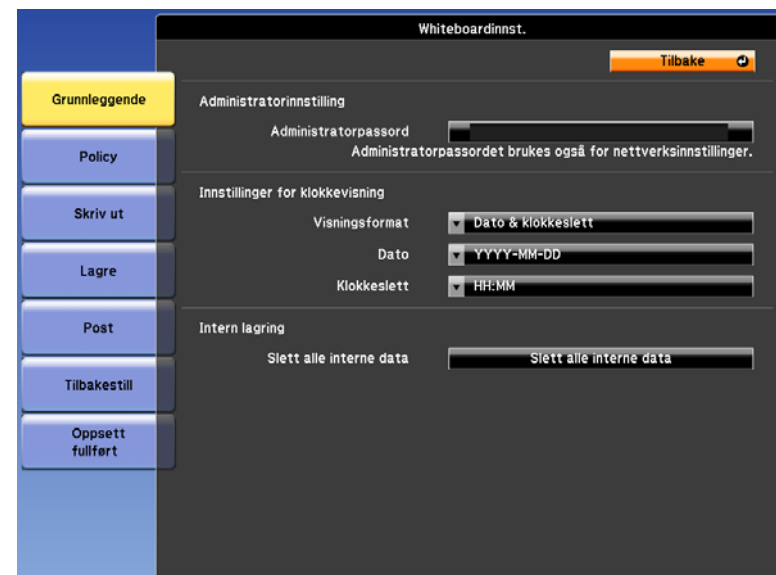 Whiteboardinnst.
Tilbake
Grunnleggende
Policy
Skriv ut
Lagre
Post
Tilbakestill
Oppsett
fullført
Administratorinnstilling
Administratorpassord
Administratorpassordet brukes også for nettverksinnstillinger.
Innstillinger for klokkevisning
Visningsformat Dato & klokkeslett
Dato YYYY-MM-DD
Klokkeslett HH:MM
Intern lagring
Slett alle interne data Slett alle interne data